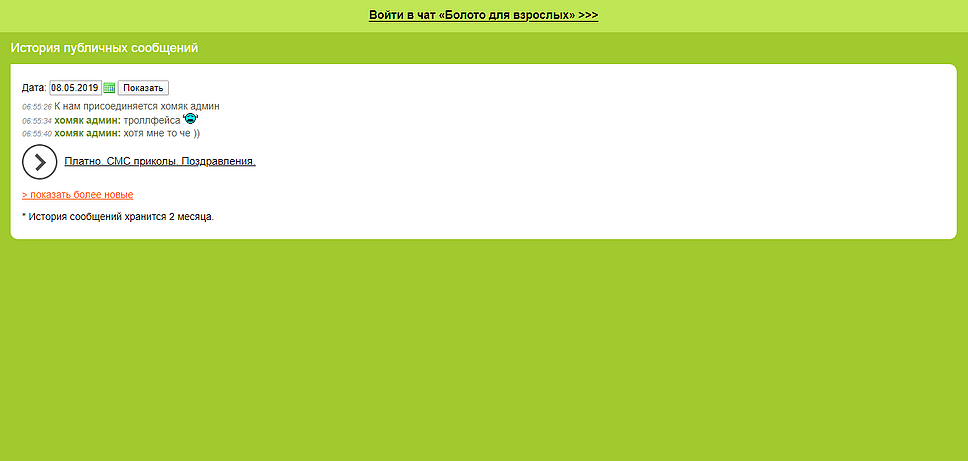 Войти в чат «Болото для взрослых» >>>
История публичных сообщений
Дата: 08.05.2019 Показать
06:55:26 К нам присоединяется хомяк админ
06:55:34 хомяк админ: троллфейса
06:55:40 хомяк админ: хотя мне то че ))
Платно. СМС приколы. Поздравления.
> показать более новые
* История сообщений хранится 2 месяца.